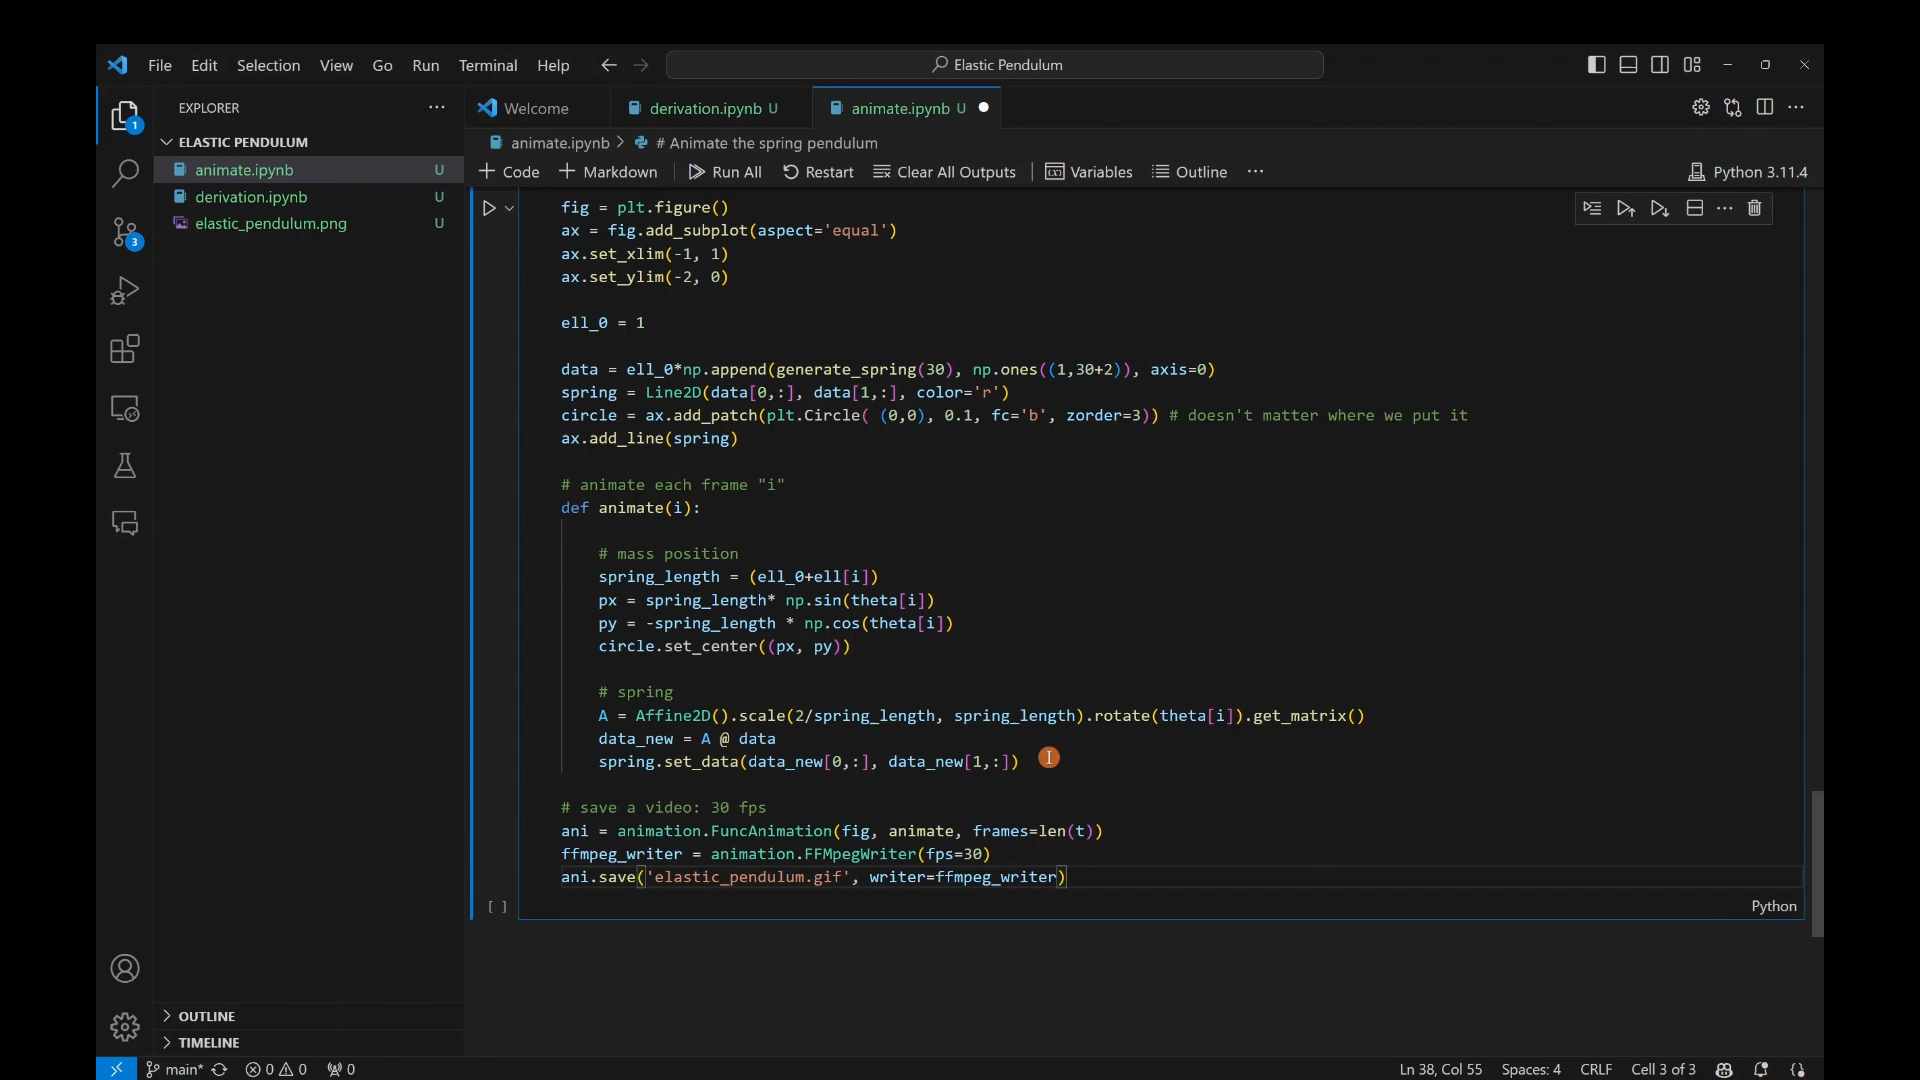 File Edit Selection View Go Run Terminal Help Elastic Pendulum
EXPLORER
Welcome derivation.ipynb U animate.ipynb U
ELASTIC PENDULUM
animate.ipynb > # Animate the spring pendulum
animate.ipynb U
Code Markdown Run All Restart Clear All Outputs Variables Outline Python 3.11.4
derivation.ipynb U
elastic_pendulum.png U
1
3
fig = plt.figure()
ax = fig.add_subplot(aspect='equal')
ax.set_xlim(-1, 1)
ax.set_ylim(-2, 0)
ell_0 = 1
data = ell_0*np.append(generate_spring(30), np.ones((1,30+2)), axis=0)
spring = Line2D(data[0,:], data[1,:], color='r')
circle = ax.add_patch(plt.Circle( (0,0), 0.1, fc='b', zorder=3)) # doesn't matter where we put it
ax.add_line(spring)
# animate each frame "i"
def animate(i):
# mass position
spring_length = (ell_0+ell[i])
px = spring_length* np.sin(theta[i])
py = -spring_length * np.cos(theta[i])
circle.set_center((px, py))
# spring
A = Affine2D().scale(2/spring_length, spring_length).rotate(theta[i]).get_matrix()
data_new = A @ data
spring.set_data(data_new[0,:], data_new[1,:])
# save a video: 30 fps
ani = animation.FuncAnimation(fig, animate, frames=len(t))
ffmpeg_writer = animation.FFMpegWriter(fps=30)
ani.save('elastic_pendulum.gif', writer=ffmpeg_writer)
[ ] Python
OUTLINE
TIMELINE
main* 0 0 0 Ln 38, Col 55 Spaces: 4 CRLF Cell 3 of 3